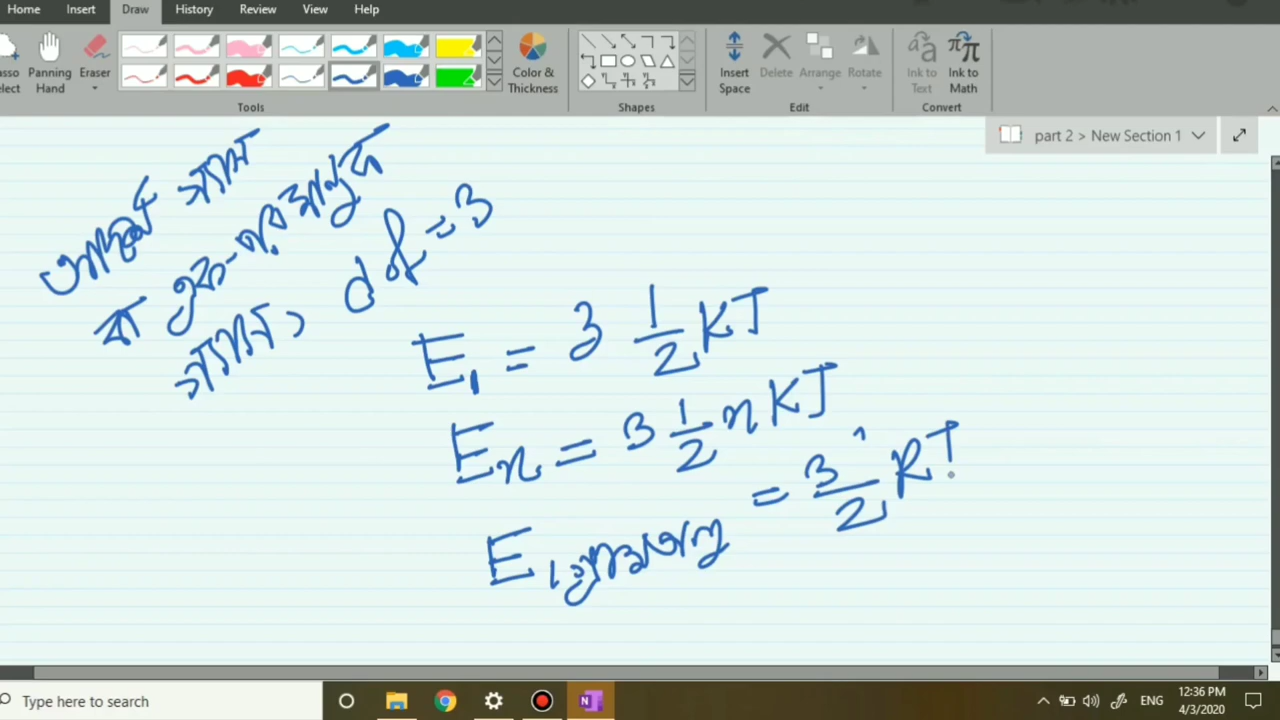 Home Insert Draw History Review View Help
Panning Hand
Eraser
Color & Thickness
Insert Space
Delete
Arrange
Rotate
Ink to Text
Ink to Math
Tools
Shapes
Edit
Convert
part 2 > New Section 1
আদর্শ গ্যাস
বা এক-পরমাণুক
গ্যাস, df=3
E₁ = 3 1/2 KT
Eₙ = 3 1/2 n KT
E₁ = 3/2 RT
Type here to search
ENG
12:36 PM
4/3/2020